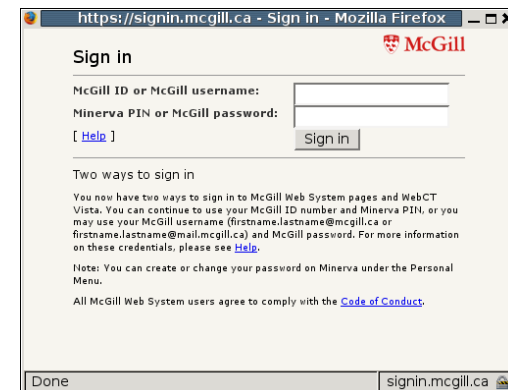 https://signin.mcgill.ca - Sign in - Mozilla Firefox
McGill
Sign in
McGill ID or McGill username:
Minerva PIN or McGill password:
[ Help ]
Sign in
Two ways to sign in
You now have two ways to sign in to McGill Web System pages and WebCT
Vista. You can continue to use your McGill ID number and Minerva PIN, or you
may use your McGill username (firstname.lastname@mcgill.ca or
firstname.lastname@mail.mcgill.ca) and McGill password. For more information
on these credentials, please see Help.
Note: You can create or change your password on Minerva under the Personal
Menu.
All McGill Web System users agree to comply with the Code of Conduct.
Done
signin.mcgill.ca